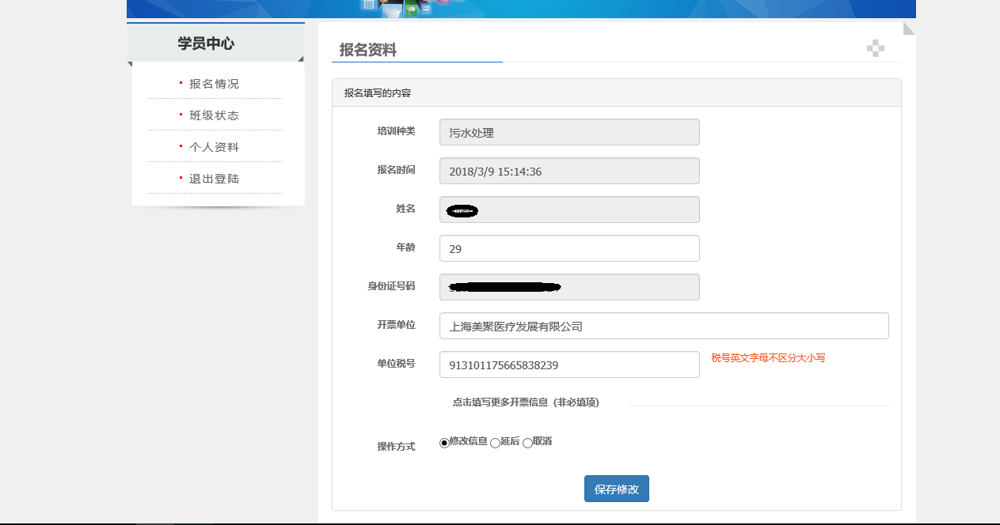 学员中心
报名情况
班级状态
个人资料
退出登陆
报名资料
报名填写的内容
培训种类 污水处理
报名时间 2018/3/9 15:14:36
姓名
年龄 29
身份证号码
开票单位 上海美聚医疗发展有限公司
单位税号 913101175665838239 税号英文字母不区分大小写
点击填写更多开票信息（非必填项）
操作方式 修改信息 延后 取消
保存修改